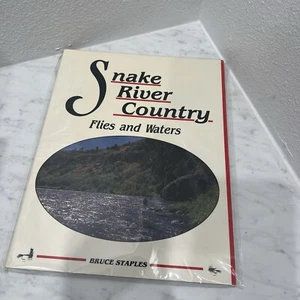 Snake
River
Country
Flies and Waters
BRUCE STAPLES